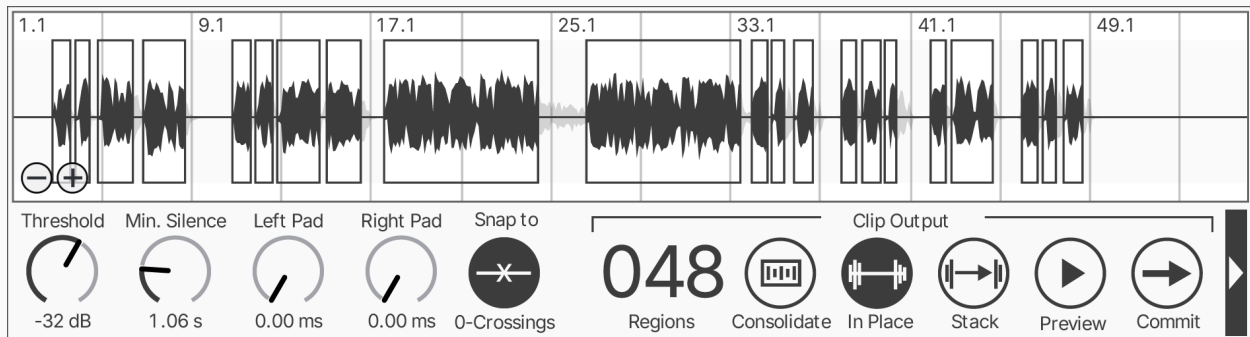 1.1 9.1 17.1 25.1 33.1 41.1 49.1
Threshold Min. Silence Left Pad Right Pad Snap to Clip Output
048
-32 dB 1.06 s 0.00 ms 0.00 ms 0-Crossings Regions Consolidate In Place Stack Preview Commit